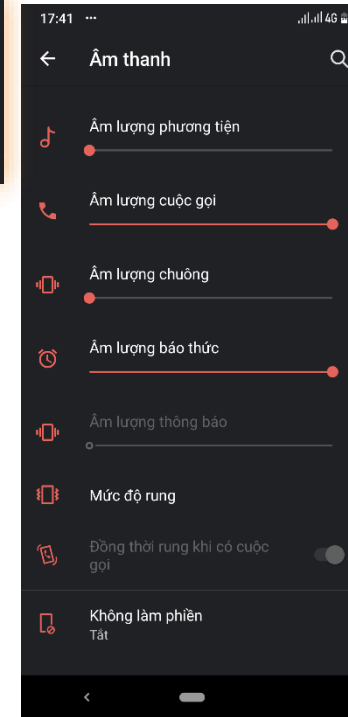 17:41 ... 4G
Âm thanh
Âm lượng phương tiện
Âm lượng cuộc gọi
Âm lượng chuông
Âm lượng báo thức
Âm lượng thông báo
Mức độ rung
Đồng thời rung khi có cuộc
gọi
Không làm phiền
Tắt